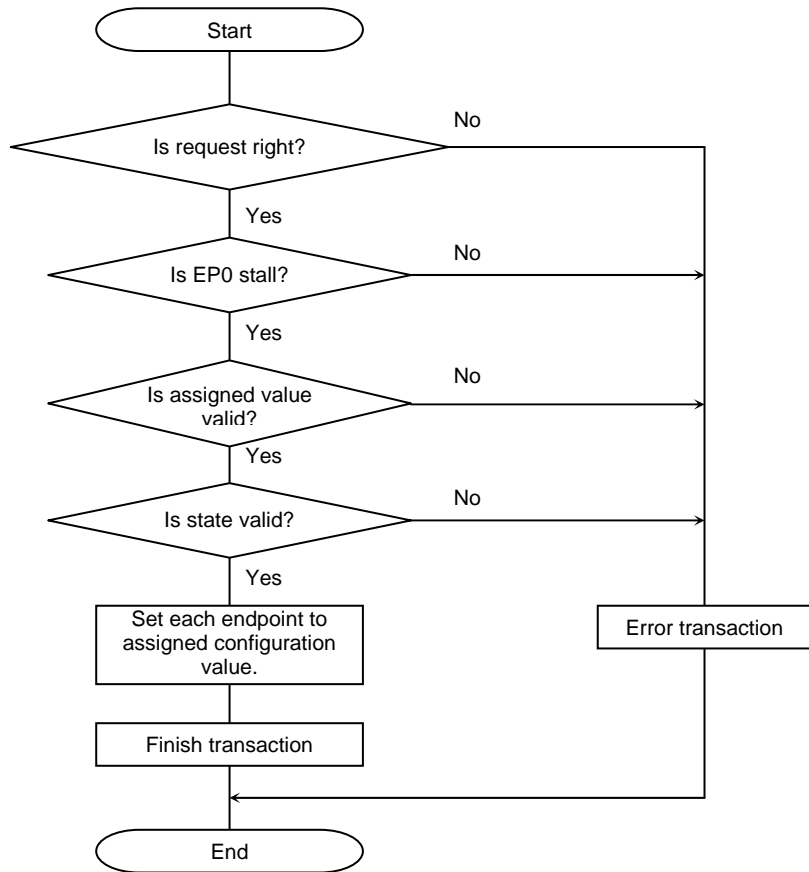 Start
No
Is request right?
Yes
No
Is EP0 stall?
Yes
No
Is assigned value
valid?
Yes
No
Is state valid?
Yes
Set each endpoint to
assigned configuration
value.
Error transaction
Finish transaction
End